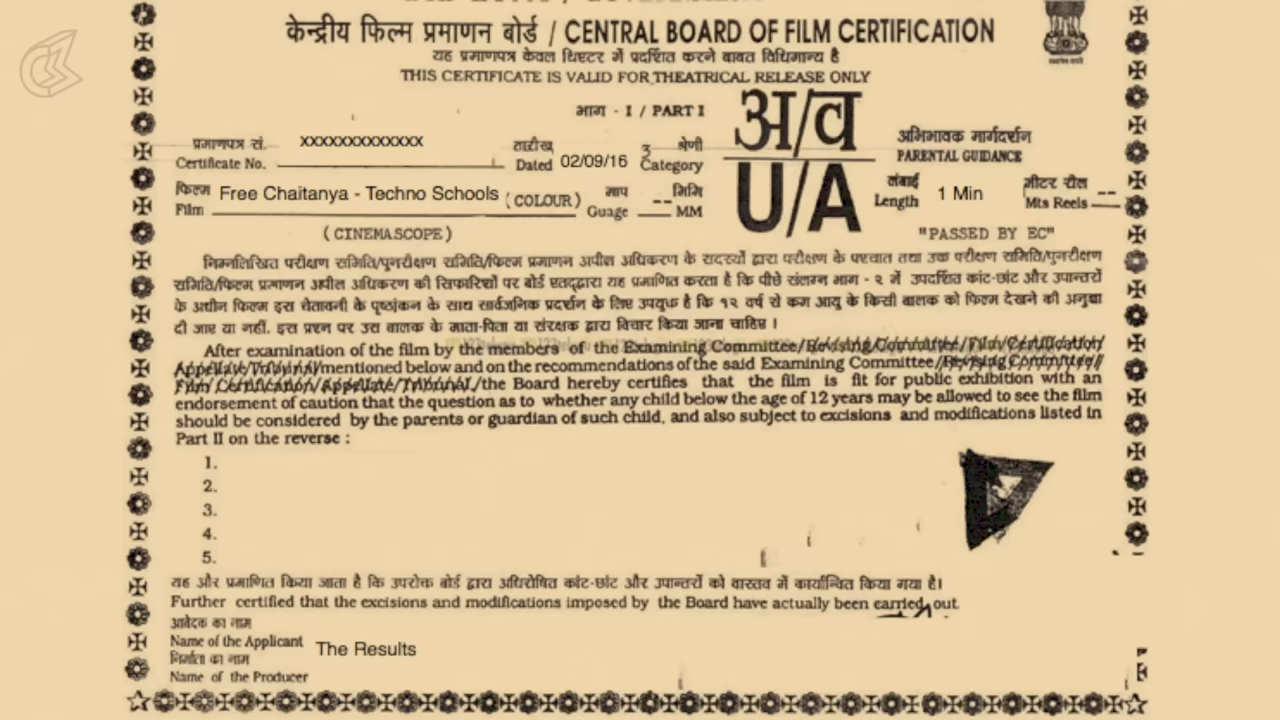 केन्द्रीय फिल्म प्रमाणन बोर्ड / CENTRAL BOARD OF FILM CERTIFICATION
यह प्रमाणपत्र केवल थिएटर में प्रदर्शित करने बाबत विधिमान्य है
THIS CERTIFICATE IS VALID FOR THEATRICAL RELEASE ONLY
भाग - I / PART I
अ/व
U/A
प्रमाणपत्र सं. xxxxxxxxxxxxx तारीख श्रेणी अभिभावक मार्गदर्शन
Certificate No. Dated 02/09/16 Category PARENTAL GUIDANCE
फिल्म Free Chaitanya - Techno Schools (COLOUR) माप -- मिमि लंबाई 1 Min मीटर रील --
Film Guage MM Length Mts Reels
(CINEMASCOPE) "PASSED BY EC"
निम्नलिखित परीक्षण समिति/पुनरीक्षण समिति/फिल्म प्रमाणन अपील अधिकरण के सदस्यों द्वारा परीक्षण के पश्चात तथा उक्त परीक्षण समिति/पुनरीक्षण
समिति/फिल्म प्रमाणन अपील अधिकरण की सिफारिशों पर बोर्ड एतद्द्वारा यह प्रमाणित करता है कि पीछे संलग्न भाग - २ में उपदर्शित कांट-छांट और उपान्तरों
के अधीन फिल्म इस चेतावनी के पृष्ठांकन के साथ सार्वजनिक प्रदर्शन के लिए उपयुक्त है कि १२ वर्ष से कम आयु के किसी बालक को फिल्म देखने की अनुज्ञा
दी जाए या नहीं, इस प्रश्न पर उस बालक के माता-पिता या संरक्षक द्वारा विचार किया जाना चाहिए ।
After examination of the film by the members of the Examining Committee/Revising/Committee/Film/Certification/
Appellate/Tribunal/mentioned below and on the recommendations of the said Examining Committee/Revising/Committee//
Film/Certification/Appellate/Tribunal,/the Board hereby certifies that the film is fit for public exhibition with an
endorsement of caution that the question as to whether any child below the age of 12 years may be allowed to see the film
should be considered by the parents or guardian of such child, and also subject to excisions and modifications listed in
Part II on the reverse :
1.
2.
3.
4.
5.
यह और प्रमाणित किया जाता है कि उपरोक्त बोर्ड द्वारा अधिरोपित कांट-छांट और उपान्तरों को वास्तव में कार्यान्वित किया गया है।
Further certified that the excisions and modifications imposed by the Board have actually been carried out.
आवेदक का नाम
Name of the Applicant The Results
निर्माता का नाम
Name of the Producer